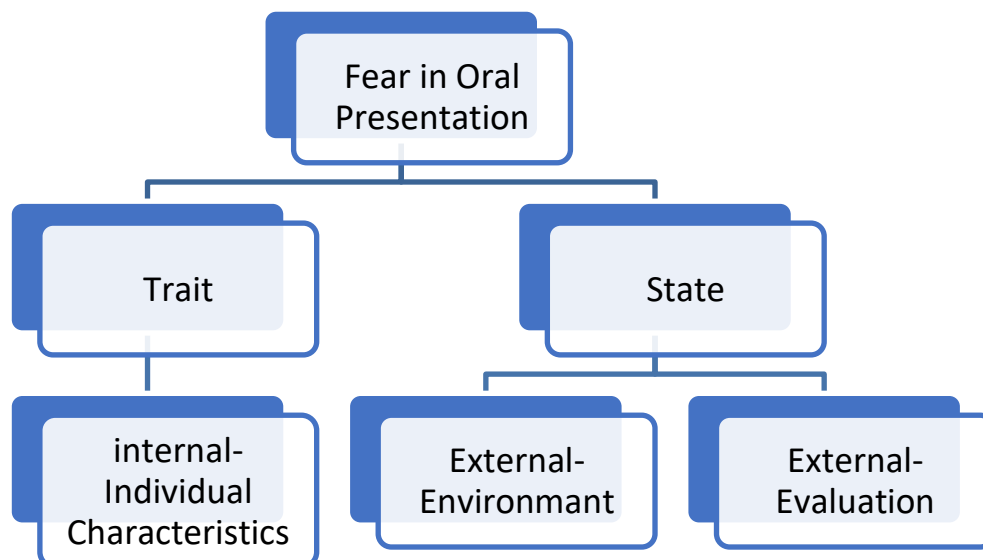 Fear in Oral
Presentation
Trait
State
internal-
Individual
Characteristics
External-
Environmant
External-
Evaluation